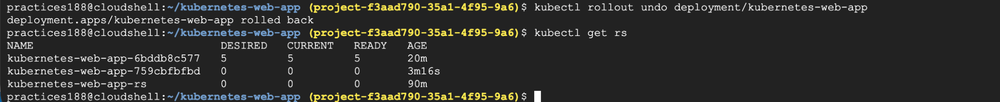 practices188@cloudshell:~/kubernetes-web-app (project-f3aad790-35a1-4f95-9a6)$ kubectl rollout undo deployment/kubernetes-web-app
deployment.apps/kubernetes-web-app rolled back
practices188@cloudshell:~/kubernetes-web-app (project-f3aad790-35a1-4f95-9a6)$ kubectl get rs
NAME DESIRED CURRENT READY AGE
kubernetes-web-app-6bddb8c577 5 5 5 20m
kubernetes-web-app-759cbfbfbd 0 0 0 3m16s
kubernetes-web-app-rs 0 0 0 90m
practices188@cloudshell:~/kubernetes-web-app (project-f3aad790-35a1-4f95-9a6)$